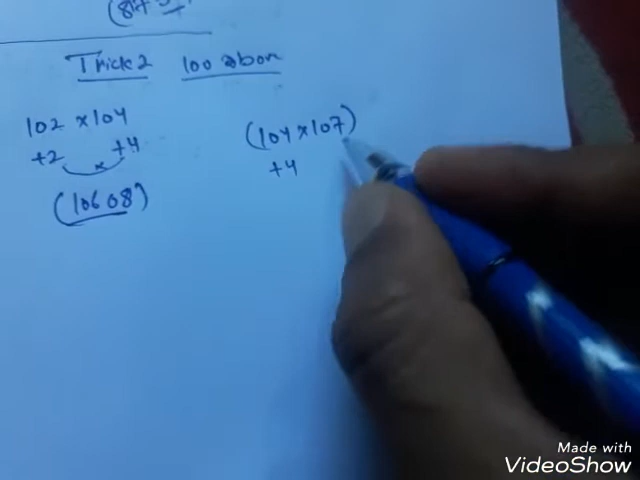 Trick 2 100 abov
102 x 104
+2 x +4
(10608)
(104 x 107)
+4
Made with
VideoShow